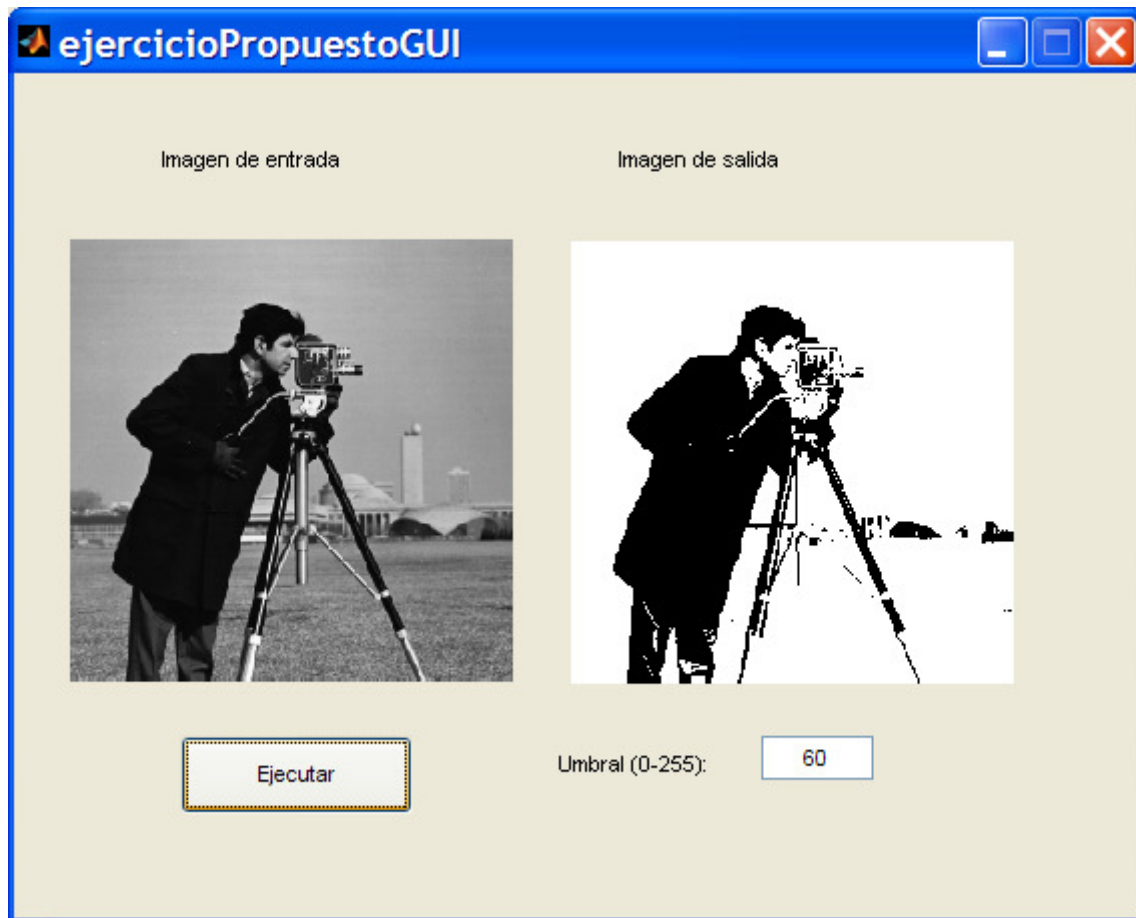 ejercicioPropuestoGUI
Imagen de entrada
Imagen de salida
Ejecutar
Umbral (0-255):
60